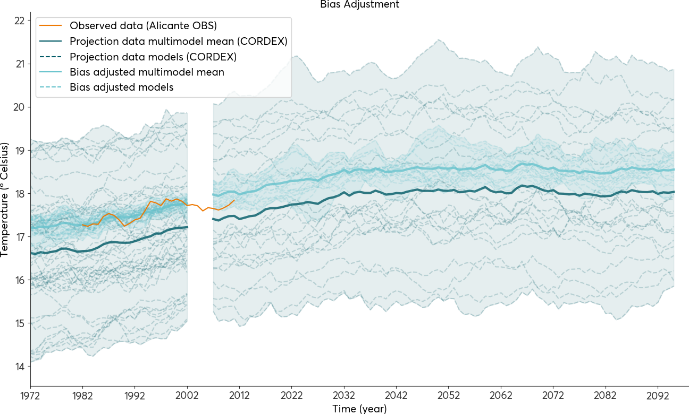 Bias Adjustment
Observed data (Alicante OBS)
Projection data multimodel mean (CORDEX)
Projection data models (CORDEX)
Bias adjusted multimodel mean
Bias adjusted models
Temperature (° Celsius)
22
21
20
19
18
17
16
15
14
1972 1982 1992 2002 2012 2022 2032 2042 2052 2062 2072 2082 2092
Time (year)